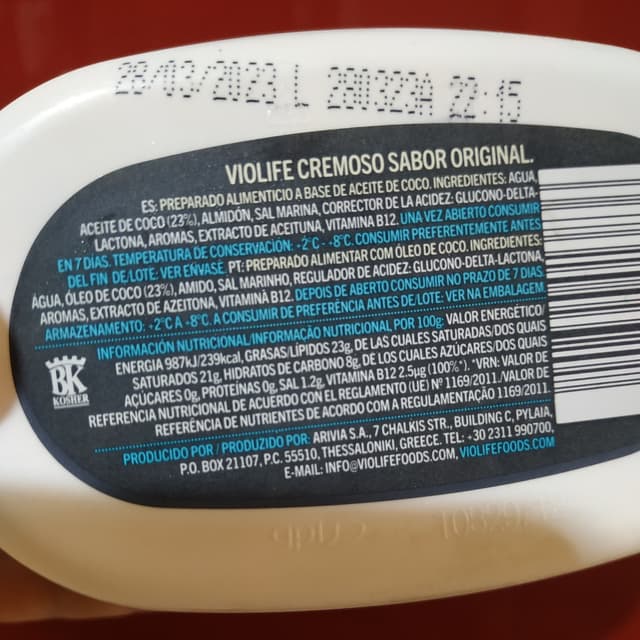 28/03/2023 L 280323A 22:15
VIOLIFE CREMOSO SABOR ORIGINAL.
ES: PREPARADO ALIMENTICIO A BASE DE ACEITE DE COCO. INGREDIENTES: AGUA,
ACEITE DE COCO (23%), ALMIDÓN, SAL MARINA, CORRECTOR DE LA ACIDEZ: GLUCONO-DELTA-
LACTONA, AROMAS, EXTRACTO DE ACEITUNA, VITAMINA B12. UNA VEZ ABIERTO CONSUMIR
EN 7 DÍAS. TEMPERATURA DE CONSERVACIÓN: +2°C - +8°C. CONSUMIR PREFERENTEMENTE ANTES
DEL FIN DE/LOTE: VER ENVASE. PT: PREPARADO ALIMENTAR COM ÓLEO DE COCO. INGREDIENTES:
ÁGUA, ÓLEO DE COCO (23%), AMIDO, SAL MARINHO, REGULADOR DE ACIDEZ: GLUCONO-DELTA-LACTONA,
AROMAS, EXTRACTO DE AZEITONA, VITAMINA B12. DEPOIS DE ABERTO CONSUMIR NO PRAZO DE 7 DIAS.
ARMAZENAMENTO: +2°C A +8°C. A CONSUMIR DE PREFERÊNCIA ANTES DE/LOTE: VER NA EMBALAGEM.
INFORMACIÓN NUTRICIONAL/INFORMAÇÃO NUTRICIONAL POR 100g: VALOR ENERGÉTICO/
ENERGIA 987kJ/239kcal, GRASAS/LÍPIDOS 23g, DE LAS CUALES SATURADAS/DOS QUAIS
SATURADOS 21g, HIDRATOS DE CARBONO 8g, DE LOS CUALES AZÚCARES/DOS QUAIS
AÇÚCARES 0g, PROTEÍNAS 0g, SAL 1.2g, VITAMINA B12 2.5µg (100%*). *VRN: VALOR DE
REFERENCIA NUTRICIONAL DE ACUERDO CON EL REGLAMENTO (UE) Nº 1169/2011./VALOR DE
REFERÊNCIA DE NUTRIENTES DE ACORDO COM A REGULAMENTAÇÃO 1169/2011.
BK
KOSHER
PRODUCIDO POR / PRODUZIDO POR: ARIVIA S.A., 7 CHALKIS STR., BUILDING C, PYLAIA,
P.O. BOX 21107, P.C. 55510, THESSALONIKI, GREECE. TEL: +30 2311 990700,
E-MAIL: INFO@VIOLIFEFOODS.COM, VIOLIFEFOODS.COM